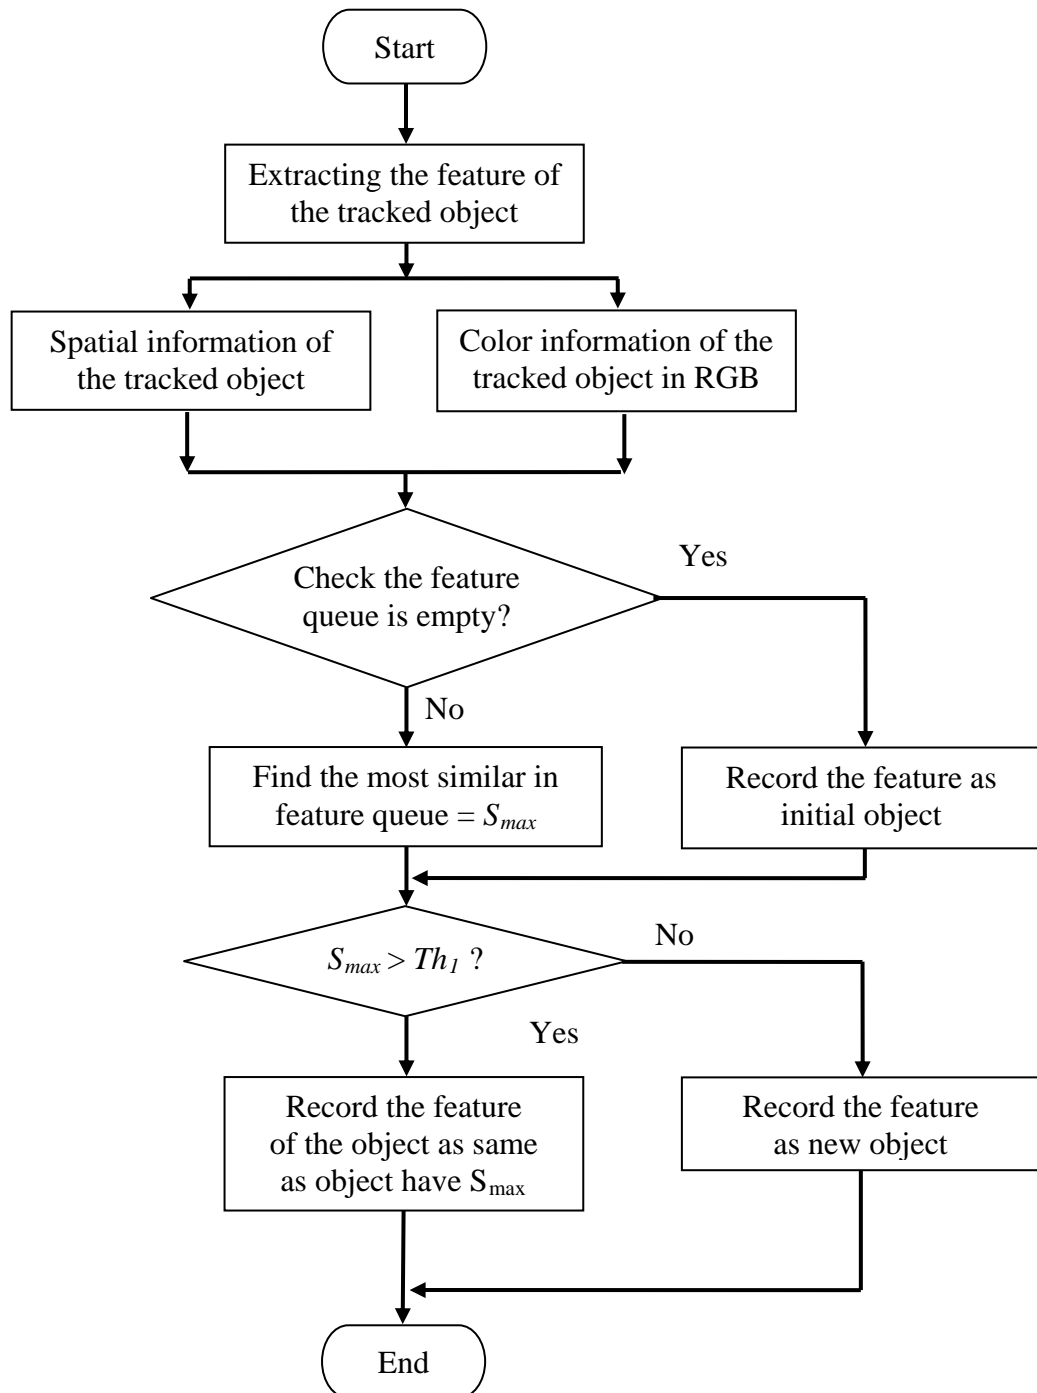 Start
Extracting the feature of
the tracked object
Spatial information of
the tracked object
Color information of the
tracked object in RGB
Check the feature
queue is empty?
Yes
No
Find the most similar in
feature queue = Smax
Record the feature as
initial object
Smax > Th1 ?
No
Yes
Record the feature
of the object as same
as object have Smax
Record the feature
as new object
End